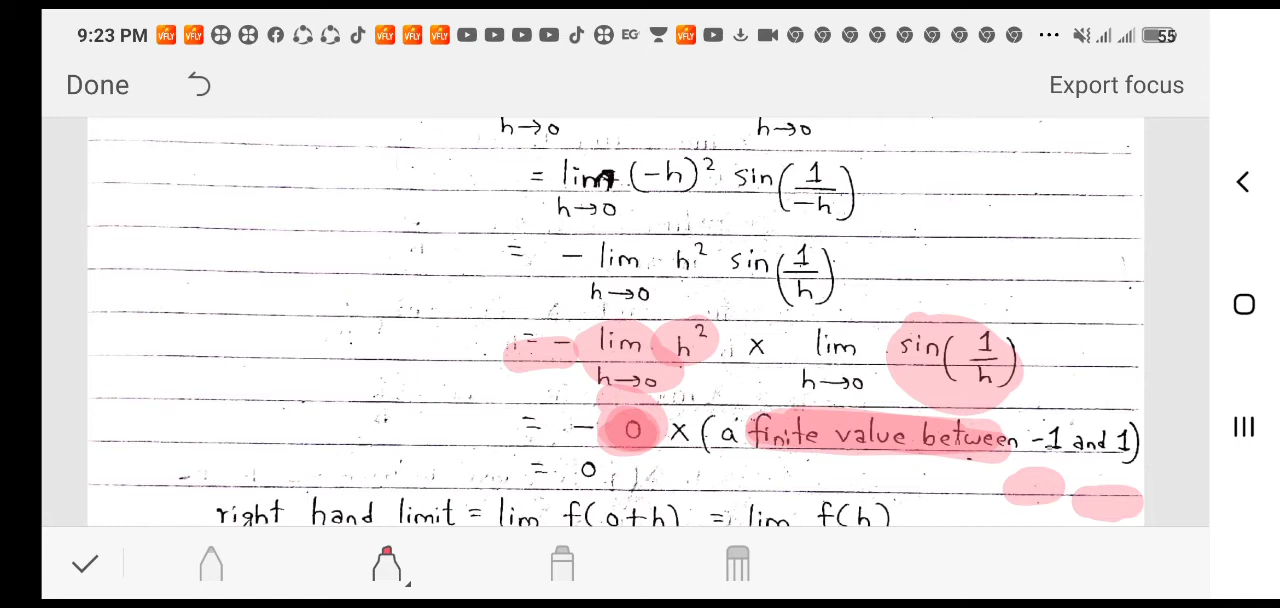 9:23 PM EG 55
Done Export focus
h→0 h→0
= lim (-h)² sin(1/-h)
h→0
= - lim h² sin(1/h)
h→0
= - lim h² × lim sin(1/h)
h→0 h→0
= - 0 × (a finite value between -1 and 1)
= 0
right hand limit = lim f(0+h) = lim f(h)